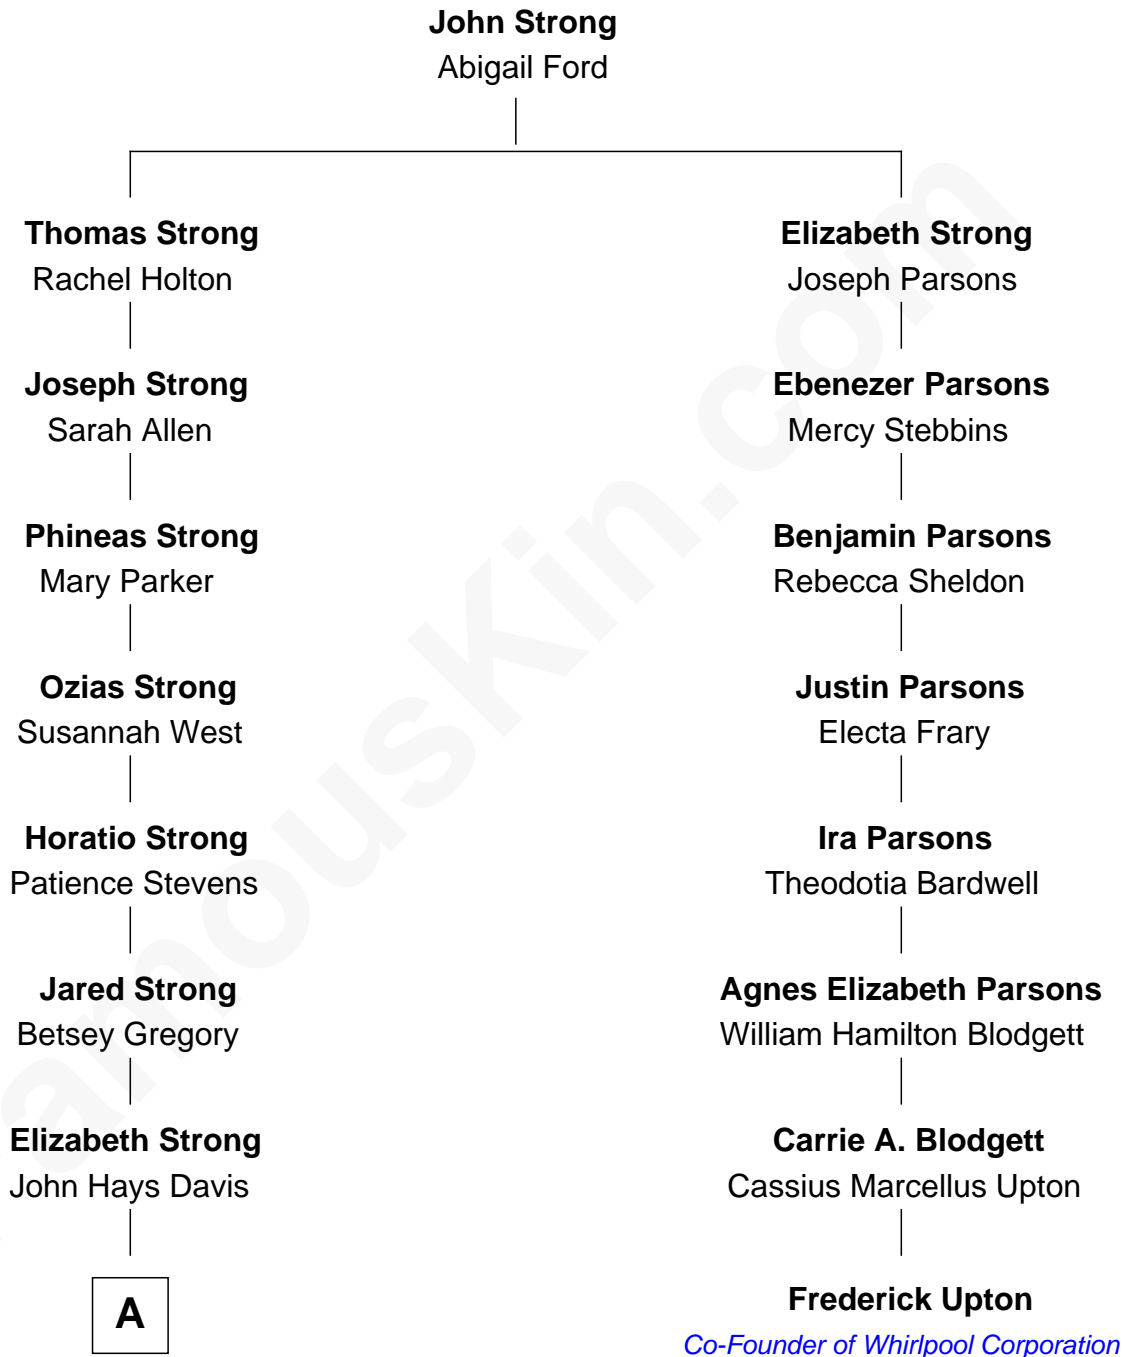 John Strong
Abigail Ford
Thomas Strong
Rachel Holton
Elizabeth Strong
Joseph Parsons
Joseph Strong
Sarah Allen
Ebenezer Parsons
Mercy Stebbins
Phineas Strong
Mary Parker
Benjamin Parsons
Rebecca Sheldon
Ozias Strong
Susannah West
Justin Parsons
Electa Frary
Horatio Strong
Patience Stevens
Ira Parsons
Theodotia Bardwell
Jared Strong
Betsey Gregory
Agnes Elizabeth Parsons
William Hamilton Blodgett
Elizabeth Strong
John Hays Davis
Carrie A. Blodgett
Cassius Marcellus Upton
A
Frederick Upton
Co-Founder of Whirlpool Corporation
amousKin.com